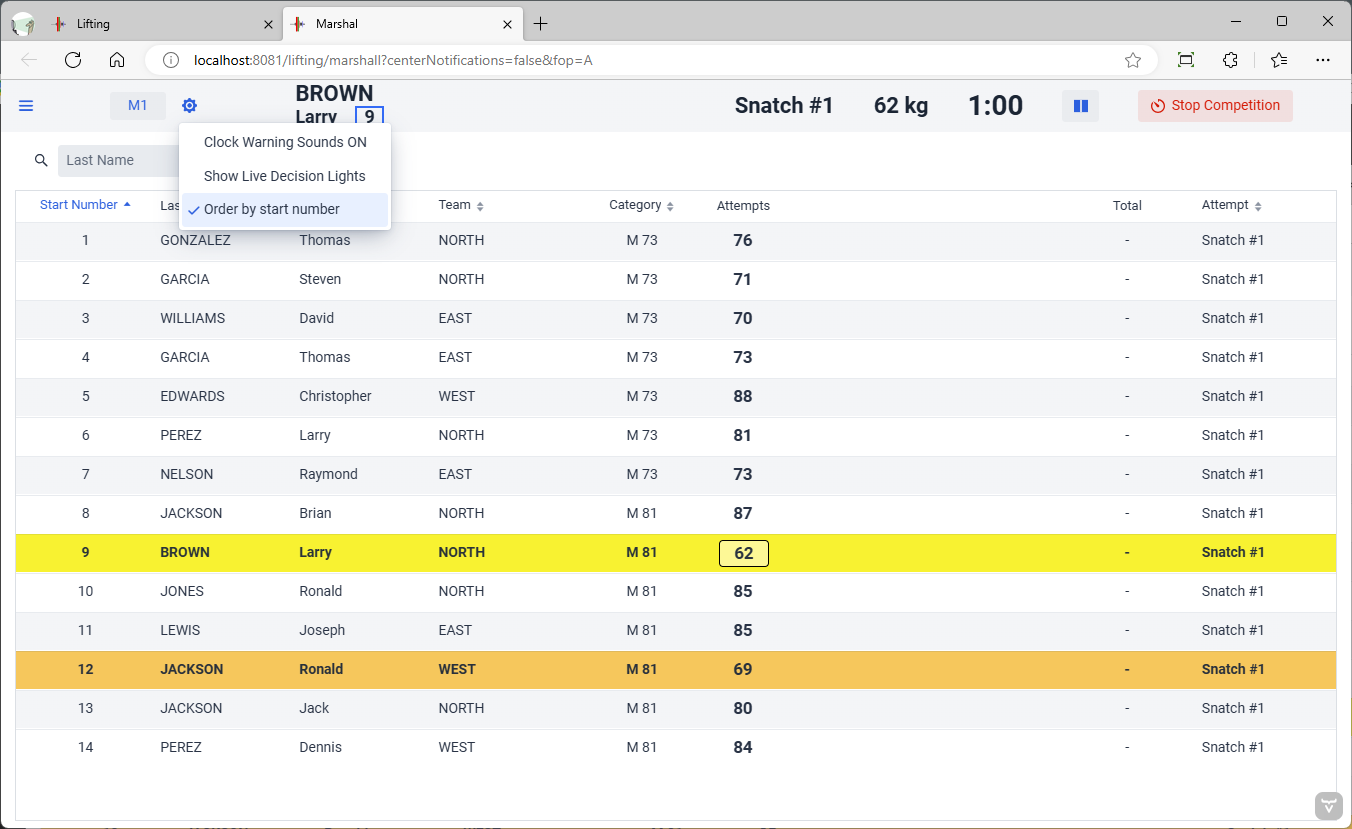 Lifting
Marshal
localhost:8081/lifting/marshall?centerNotifications=false&fop=A
M1
BROWN
Larry 9
Snatch #1 62 kg 1:00
Stop Competition
Clock Warning Sounds ON
Show Live Decision Lights
Order by start number
Last Name
Start Number Las Team Category Attempts Total Attempt
1 GONZALEZ Thomas NORTH M 73 76 - Snatch #1
2 GARCIA Steven NORTH M 73 71 - Snatch #1
3 WILLIAMS David EAST M 73 70 - Snatch #1
4 GARCIA Thomas EAST M 73 73 - Snatch #1
5 EDWARDS Christopher WEST M 73 88 - Snatch #1
6 PEREZ Larry NORTH M 73 81 - Snatch #1
7 NELSON Raymond EAST M 73 73 - Snatch #1
8 JACKSON Brian NORTH M 81 87 - Snatch #1
9 BROWN Larry NORTH M 81 62 - Snatch #1
10 JONES Ronald NORTH M 81 85 - Snatch #1
11 LEWIS Joseph EAST M 81 85 - Snatch #1
12 JACKSON Ronald WEST M 81 69 - Snatch #1
13 JACKSON Jack NORTH M 81 80 - Snatch #1
14 PEREZ Dennis WEST M 81 84 - Snatch #1